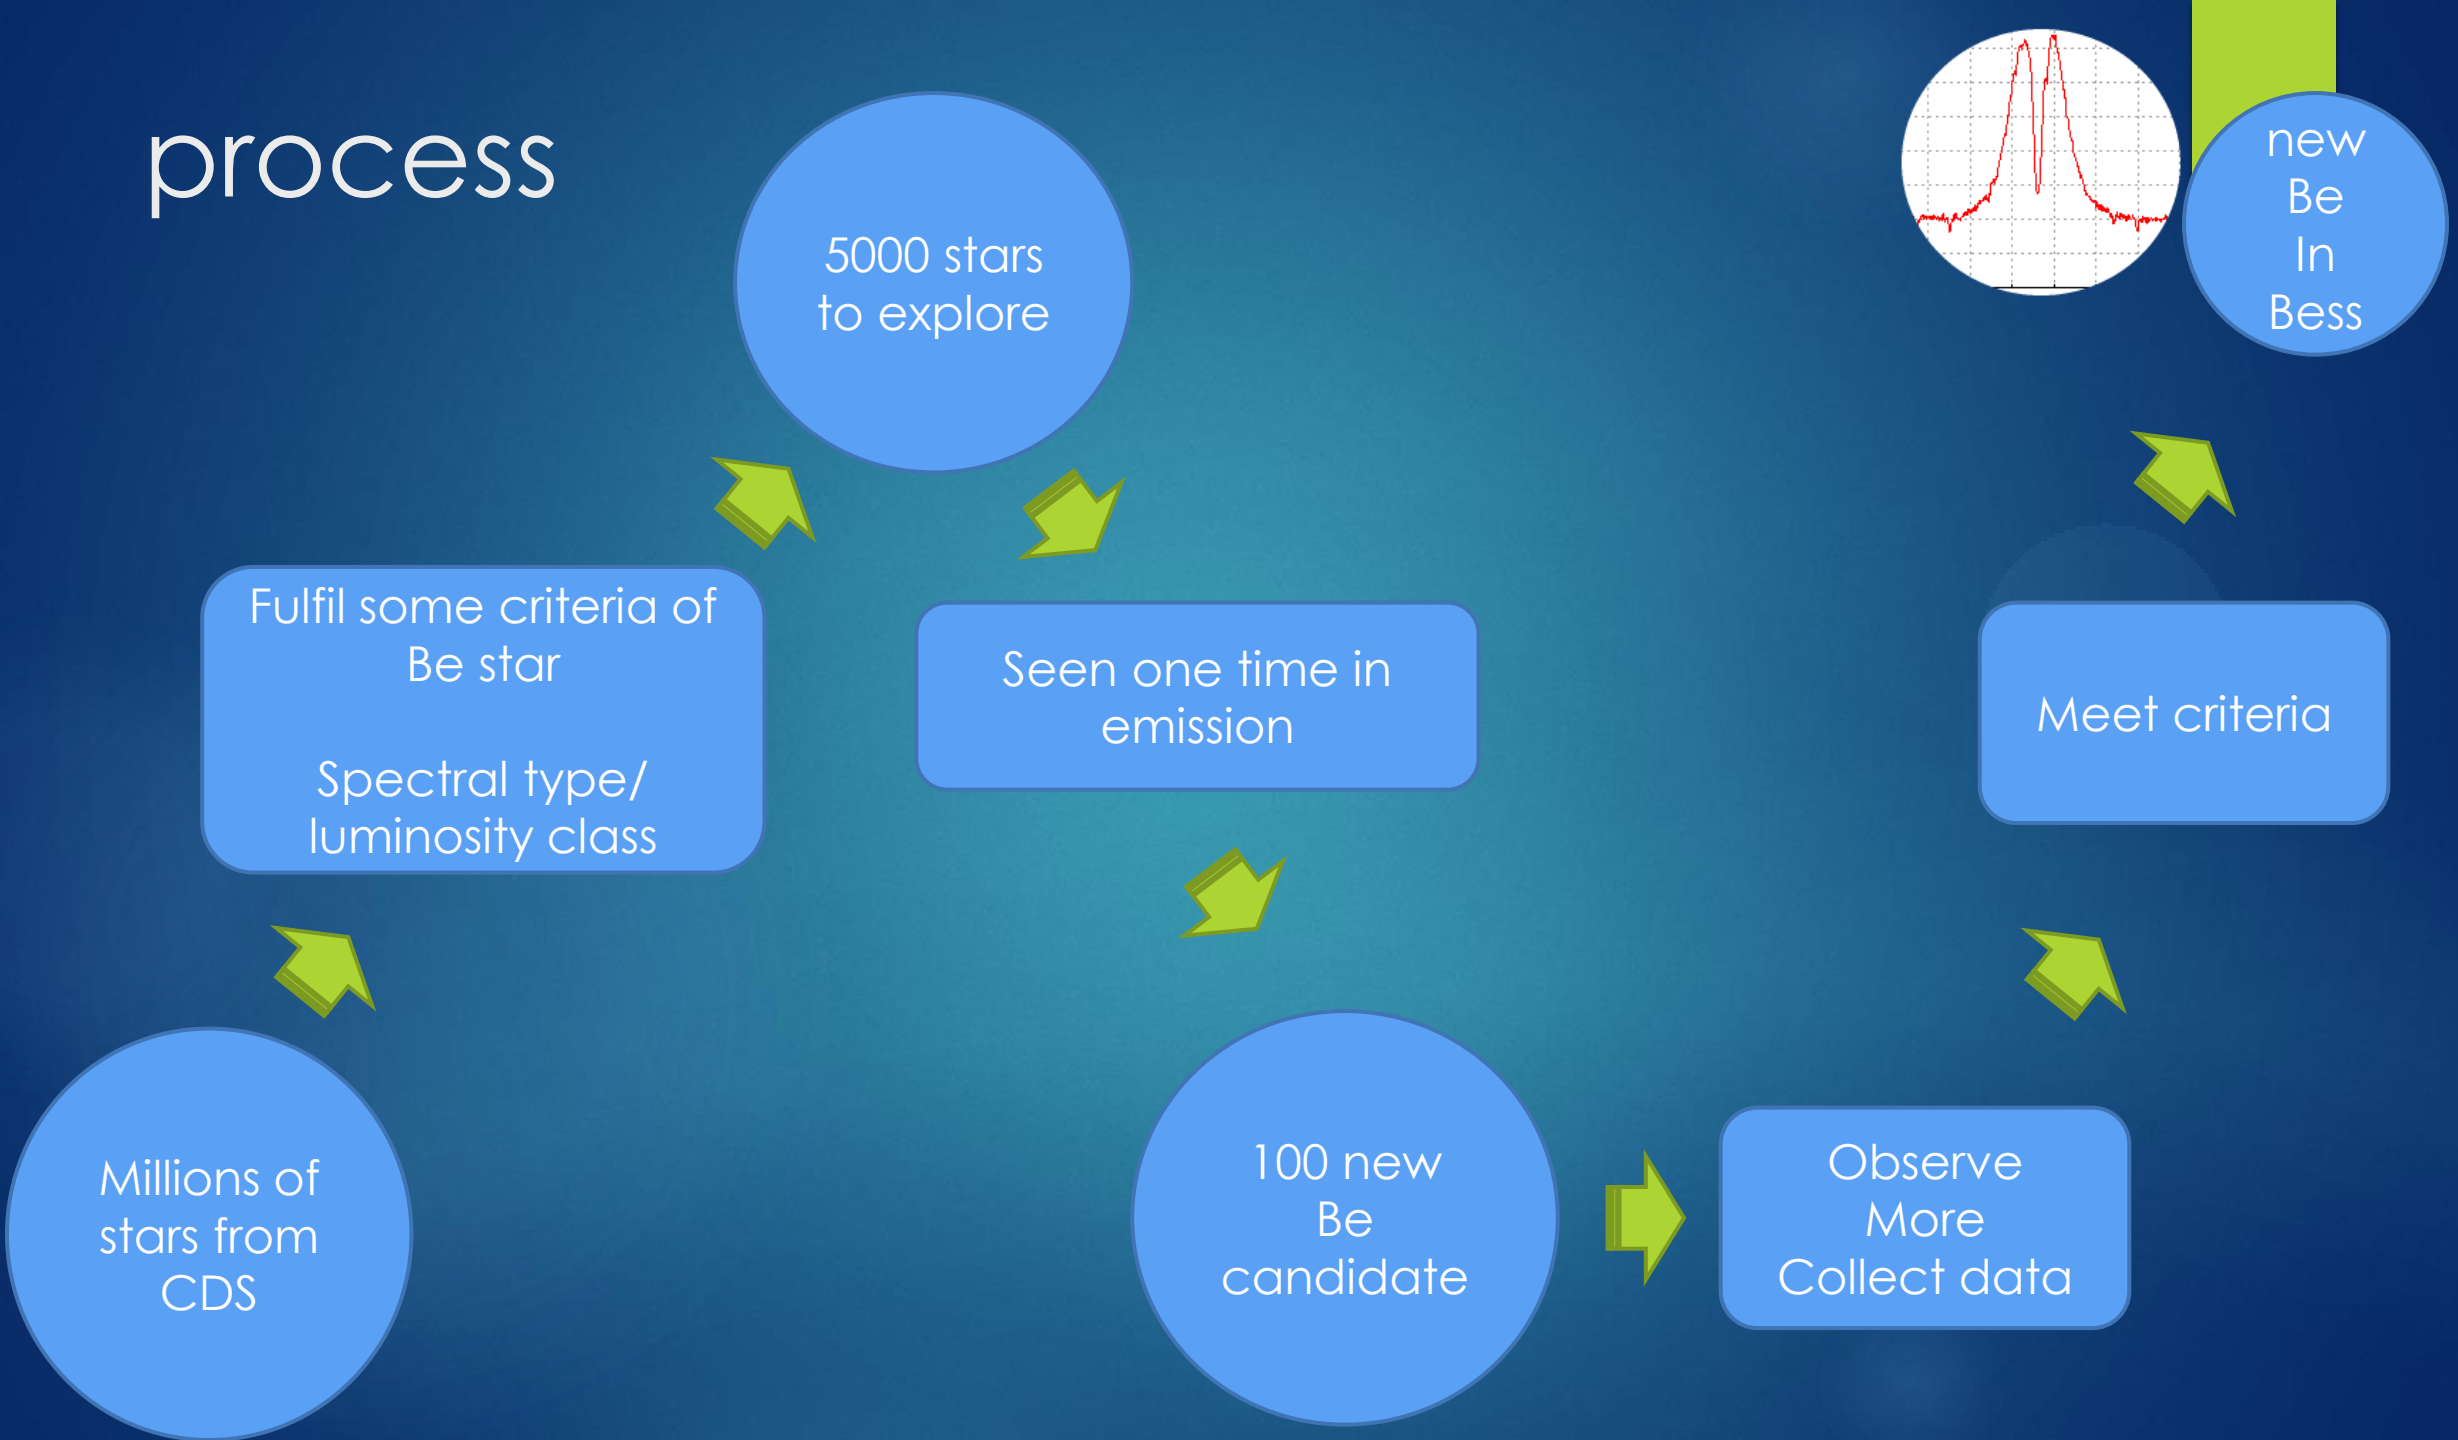 process
Millions of
stars from
CDS
Fulfil some criteria of
Be star
Spectral type/
luminosity class
5000 stars
to explore
Seen one time in
emission
100 new
Be
candidate
Observe
More
Collect data
Meet criteria
new
Be
In
Bess